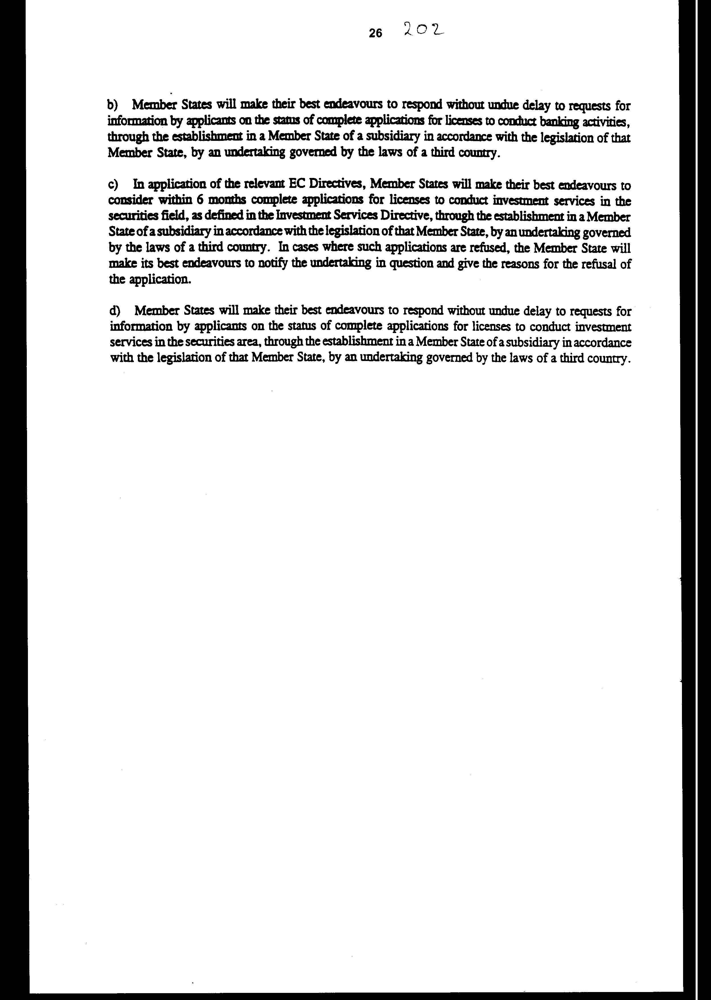 26 202
b) Member States will make their best endeavours to respond without undue delay to requests for
information by applicants on the status of complete applications for licenses to conduct banking activities,
through the establishment in a Member State of a subsidiary in accordance with the legislation of that
Member State, by an undertaking governed by the laws of a third country.
c) In application of the relevant EC Directives, Member States will make their best endeavours to
consider within 6 months complete applications for licenses to conduct investment services in the
securities field, as defined in the Investment Services Directive, through the establishment in a Member
State of a subsidiary in accordance with the legislation of that Member State, by an undertaking governed
by the laws of a third country. In cases where such applications are refused, the Member State will
make its best endeavours to notify the undertaking in question and give the reasons for the refusal of
the application.
d) Member States will make their best endeavours to respond without undue delay to requests for
information by applicants on the status of complete applications for licenses to conduct investment
services in the securities area, through the establishment in a Member State of a subsidiary in accordance
with the legislation of that Member State, by an undertaking governed by the laws of a third country.